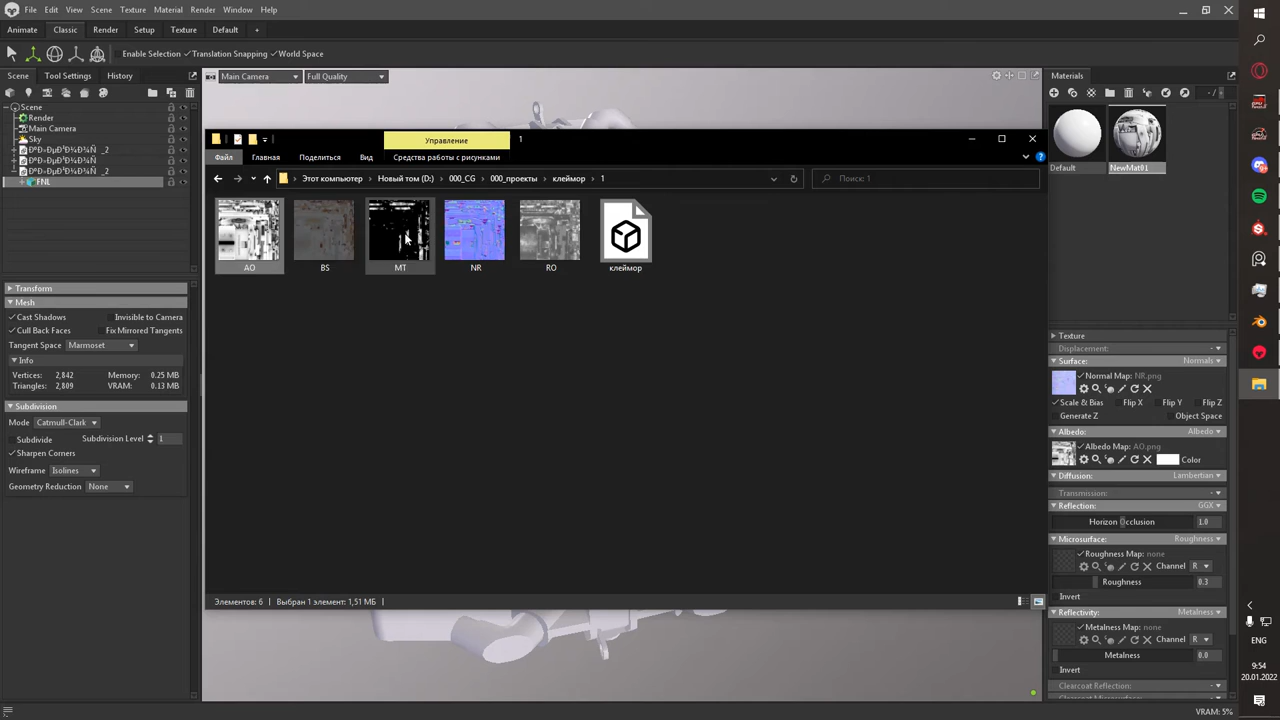 File Edit Scene Texture Material Render Window Help
Animate Classic Render Setup Texture Default +
Enable Selection Translation Snapping World Space
Scene Tool Settings History
Main Camera Full Quality
Materials
Scene
Render
Main Camera
Sky
FNL
Default NewMat01
Управление 1
Файл Главная Поделиться Вид Средства работы с рисунками
Этот компьютер Новый том (D:) 000_CG 000_проекты клеймор 1
Поиск: 1
AO BS MT NR RO клеймор
Элементов: 6 Выбран 1 элемент: 1,51 МБ
Transform
Mesh
Cast Shadows Invisible to Camera
Cull Back Faces Fix Mirrored Tangents
Tangent Space Marmoset
Info
Vertices: 2,842 Memory: 0.25 MB
Triangles: 2,809 VRAM: 0.13 MB
Subdivision
Mode Catmull-Clark
Subdivide Subdivision Level 1
Sharpen Corners
Wireframe Isolines
Geometry Reduction None
Texture
Displacement:
Surface: Normals
Normal Map: NR.png
Scale & Bias Flip X Flip Y Flip Z
Generate Z Object Space
Albedo: Albedo
Albedo Map: AO.png
Color
Diffusion: Lambertian
Transmission:
Reflection: GGX
Horizon Occlusion 1.0
Microsurface: Roughness
Roughness Map: none
Channel R
Roughness 0.3
Invert
Reflectivity: Metalness
Metalness Map: none
Channel R
Metalness 0.0
Invert
Clearcoat Reflection:
ENG
9:54
20.01.2022
VRAM: 5%